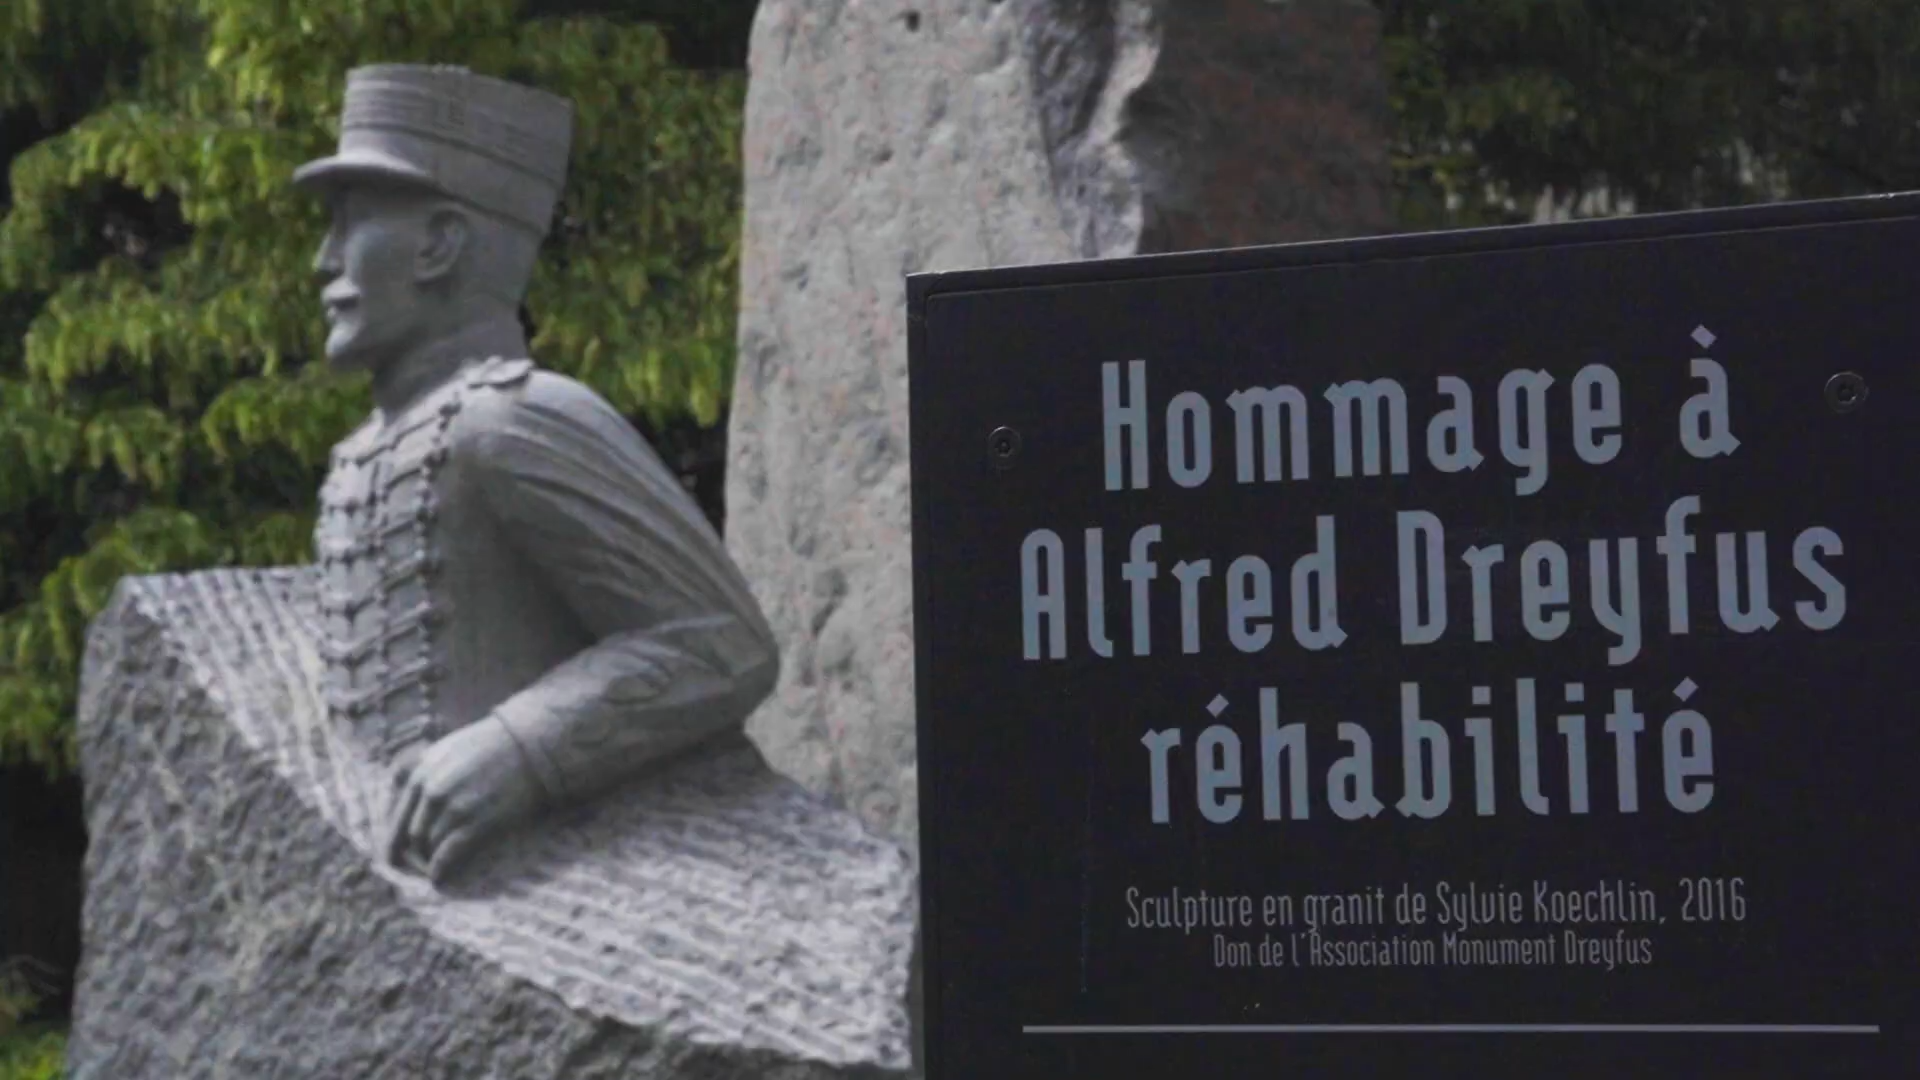 Hommage à
Alfred Dreyfus
réhabilité
Sculpture en granit de Sylvie Koechlin, 2016
Don de l'Association Monument Dreyfus